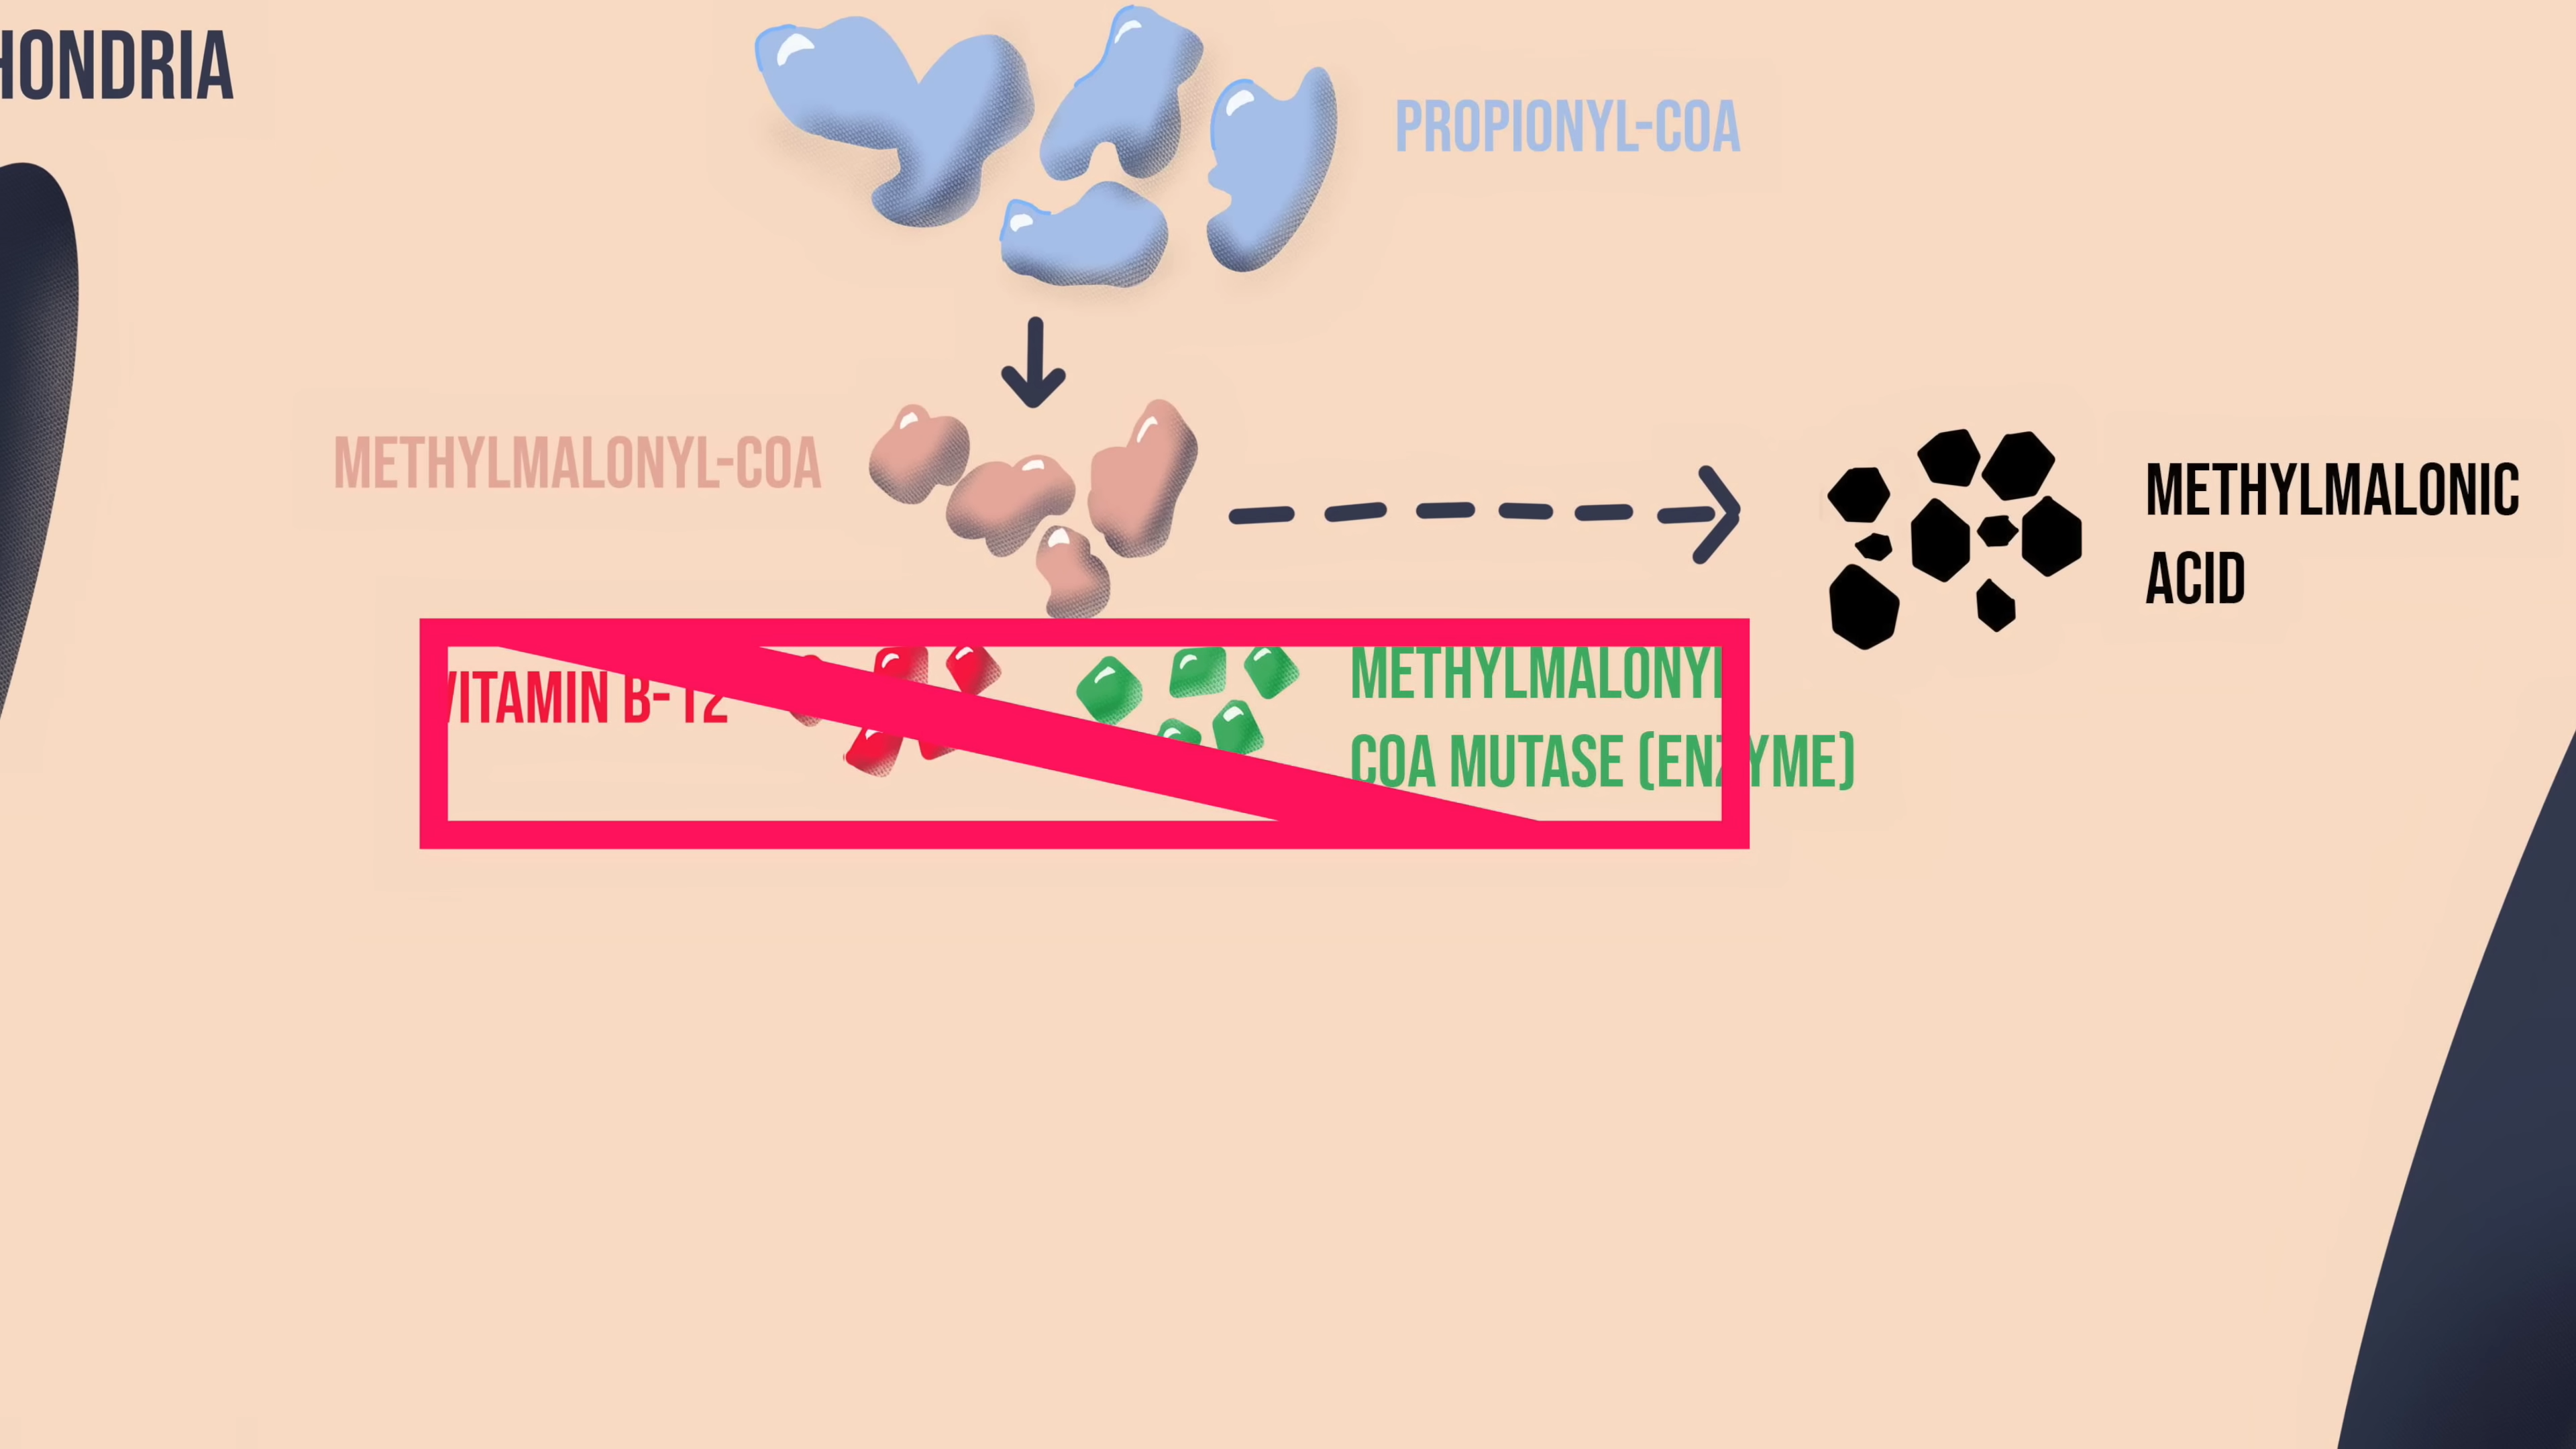 HONDRIA
PROPIONYL-COA
METHYLMALONYL-COA
METHYLMALONIC
ACID
VITAMIN B-12
METHYLMALONYL
COA MUTASE (ENZYME)